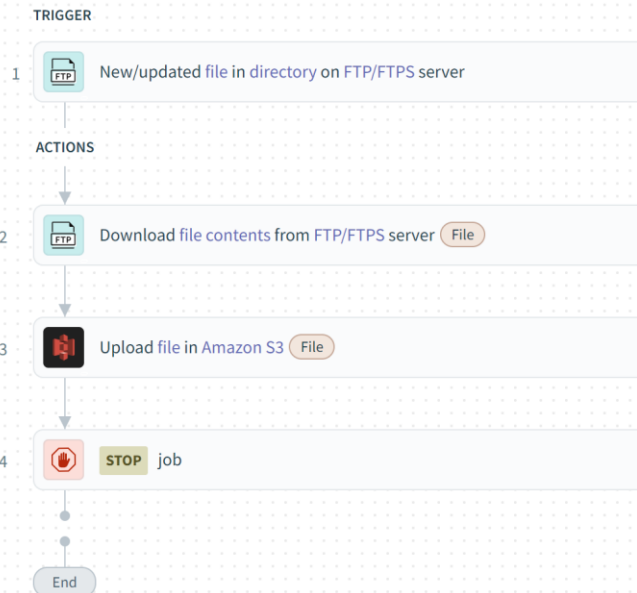 TRIGGER
1
FTP
New/updated file in directory on FTP/FTPS server
ACTIONS
2
FTP
Download file contents from FTP/FTPS server File
3
Upload file in Amazon S3 File
4
STOP job
End